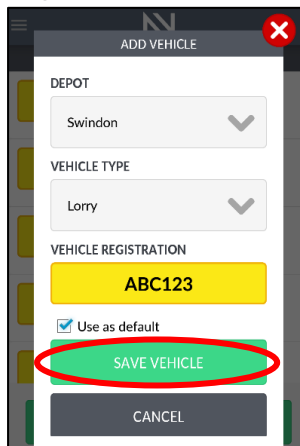 ADD VEHICLE
DEPOT
Swindon
VEHICLE TYPE
Lorry
VEHICLE REGISTRATION
ABC123
Use as default
SAVE VEHICLE
CANCEL